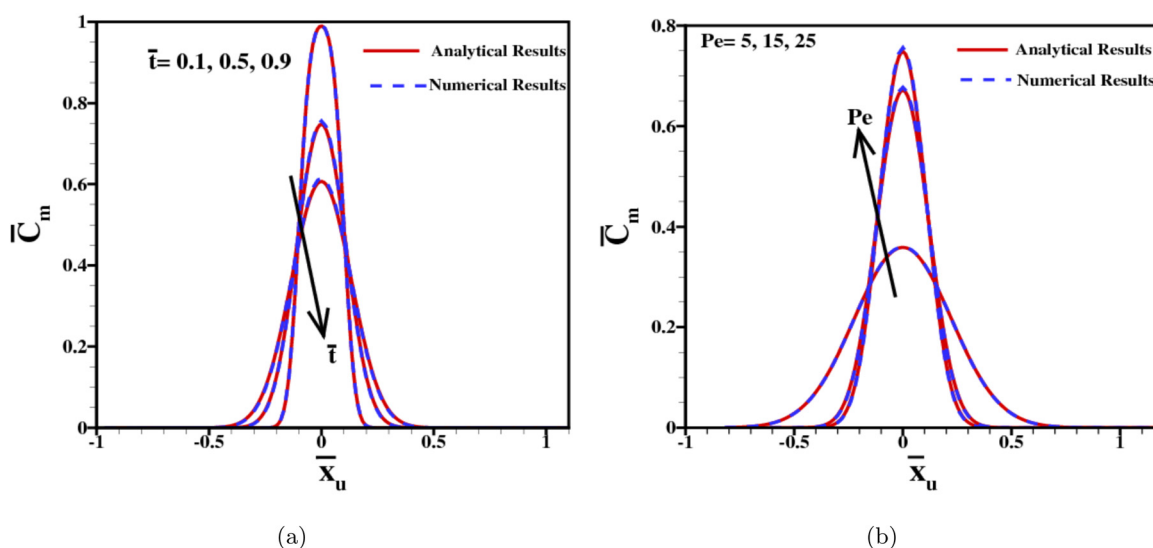 t̅= 0.1, 0.5, 0.9
Analytical Results
Numerical Results
1
0.8
0.6
0.4
0.2
0
C̅m
t̅
-1
-0.5
0
0.5
1
x̅u
(a)
Pe= 5, 15, 25
Analytical Results
Numerical Results
Pe
0.8
0.6
0.4
0.2
0
C̅m
-1
-0.5
0
0.5
1
x̅u
(b)